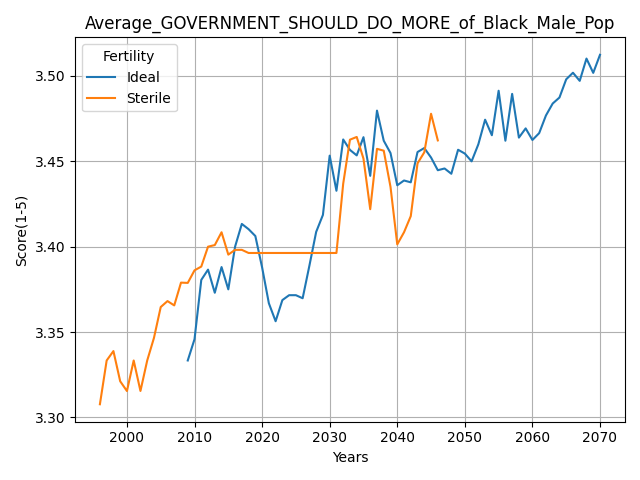 Average_GOVERNMENT_SHOULD_DO_MORE_of_Black_Male_Pop
Fertility
Ideal
Sterile
3.50
3.45
3.40
3.35
3.30
Score(1-5)
2000 2010 2020 2030 2040 2050 2060 2070
Years